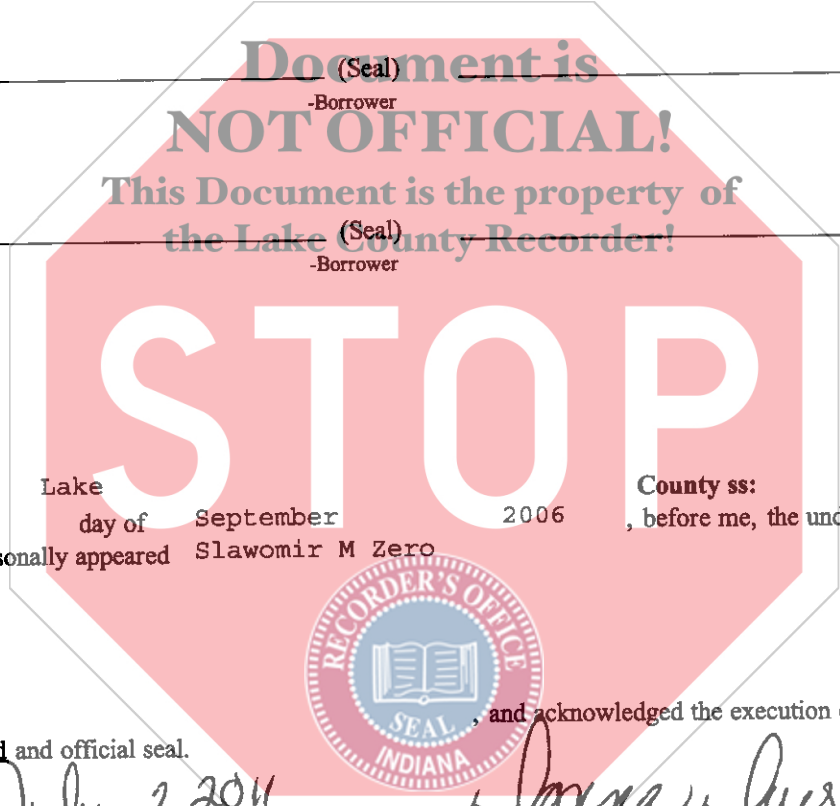 Document is
(Seal)
-Borrower
NOT OFFICIAL!
This Document is the property of
the Lake County Recorder!
(Seal)
-Borrower
STOP
Lake County ss:
day of September 2006 , before me, the und
sonally appeared Slawomir M Zero
RECORDER'S OFFICE
SEAL
INDIANA
, and acknowledged the execution
d and official seal.